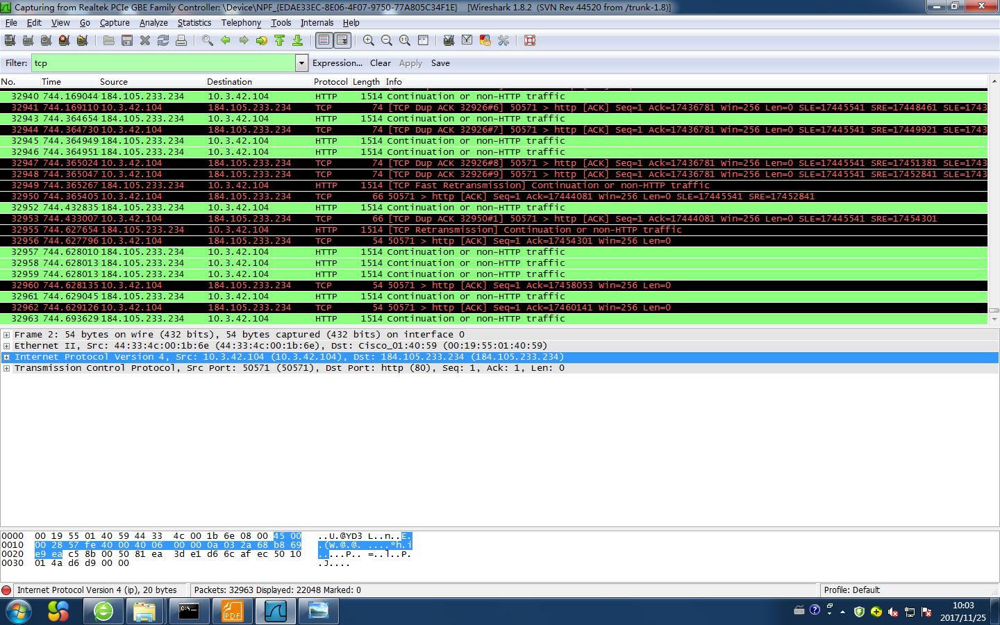 Capturing from Realtek PCIe GBE Family Controller: \Device\NPF_{EDAE33EC-8E06-4F07-9750-77A805C34F1E} [Wireshark 1.8.2 (SVN Rev 44520 from /trunk-1.8)]
File Edit View Go Capture Analyze Statistics Telephony Tools Internals Help
Filter: tcp Expression... Clear Apply Save
No. Time Source Destination Protocol Length Info
32940 744.169044 184.105.233.234 10.3.42.104 HTTP 1514 Continuation or non-HTTP traffic
32941 744.169110 10.3.42.104 184.105.233.234 TCP 74 [TCP Dup ACK 32926#6] 50571 > http [ACK] Seq=1 Ack=17436781 Win=256 Len=0 SLE=17445541 SRE=17448461 SLE=1743
32943 744.364654 184.105.233.234 10.3.42.104 HTTP 1514 Continuation or non-HTTP traffic
32944 744.364730 10.3.42.104 184.105.233.234 TCP 74 [TCP Dup ACK 32926#7] 50571 > http [ACK] Seq=1 Ack=17436781 Win=256 Len=0 SLE=17445541 SRE=17449921 SLE=1743
32945 744.364949 184.105.233.234 10.3.42.104 HTTP 1514 Continuation or non-HTTP traffic
32946 744.364951 184.105.233.234 10.3.42.104 HTTP 1514 Continuation or non-HTTP traffic
32947 744.365024 10.3.42.104 184.105.233.234 TCP 74 [TCP Dup ACK 32926#8] 50571 > http [ACK] Seq=1 Ack=17436781 Win=256 Len=0 SLE=17445541 SRE=17451381 SLE=1743
32948 744.365047 10.3.42.104 184.105.233.234 TCP 74 [TCP Dup ACK 32926#9] 50571 > http [ACK] Seq=1 Ack=17436781 Win=256 Len=0 SLE=17445541 SRE=17452841 SLE=1743
32949 744.365267 184.105.233.234 10.3.42.104 HTTP 1514 [TCP Fast Retransmission] Continuation or non-HTTP traffic
32950 744.365405 10.3.42.104 184.105.233.234 TCP 66 50571 > http [ACK] Seq=1 Ack=17444081 Win=256 Len=0 SLE=17445541 SRE=17452841
32952 744.432835 184.105.233.234 10.3.42.104 HTTP 1514 Continuation or non-HTTP traffic
32953 744.433007 10.3.42.104 184.105.233.234 TCP 66 [TCP Dup ACK 32950#1] 50571 > http [ACK] Seq=1 Ack=17444081 Win=256 Len=0 SLE=17445541 SRE=17454301
32955 744.627654 184.105.233.234 10.3.42.104 HTTP 1514 [TCP Retransmission] Continuation or non-HTTP traffic
32956 744.627796 10.3.42.104 184.105.233.234 TCP 54 50571 > http [ACK] Seq=1 Ack=17454301 Win=256 Len=0
32957 744.628010 184.105.233.234 10.3.42.104 HTTP 1514 Continuation or non-HTTP traffic
32958 744.628013 184.105.233.234 10.3.42.104 HTTP 1514 Continuation or non-HTTP traffic
32959 744.628013 184.105.233.234 10.3.42.104 HTTP 1514 Continuation or non-HTTP traffic
32960 744.628135 10.3.42.104 184.105.233.234 TCP 54 50571 > http [ACK] Seq=1 Ack=17458053 Win=256 Len=0
32961 744.629045 184.105.233.234 10.3.42.104 HTTP 1514 Continuation or non-HTTP traffic
32962 744.629126 10.3.42.104 184.105.233.234 TCP 54 50571 > http [ACK] Seq=1 Ack=17460141 Win=256 Len=0
32963 744.693629 184.105.233.234 10.3.42.104 HTTP 1514 Continuation or non-HTTP traffic
Frame 2: 54 bytes on wire (432 bits), 54 bytes captured (432 bits) on interface 0
Ethernet II, Src: 44:33:4c:00:1b:6e (44:33:4c:00:1b:6e), Dst: Cisco_01:40:59 (00:19:55:01:40:59)
Internet Protocol Version 4, Src: 10.3.42.104 (10.3.42.104), Dst: 184.105.233.234 (184.105.233.234)
Transmission Control Protocol, Src Port: 50571 (50571), Dst Port: http (80), Seq: 1, Ack: 1, Len: 0
0000 00 19 55 01 40 59 44 33 4c 00 1b 6e 08 00 45 00 ..U.@YD3 L..n..E.
0010 00 28 57 fe 40 00 40 06 00 00 0a 03 2a 68 b8 69 .(W.@.@. ....*h.i
0020 e9 ea c5 8b 00 50 81 ea 3d e1 d6 6c af ec 50 10 .....P.. =..l..P.
0030 01 4a d6 d9 00 00 .J....
Internet Protocol Version 4 (ip), 20 bytes Packets: 32963 Displayed: 22048 Marked: 0 Profile: Default
PDF
10:03
2017/11/25